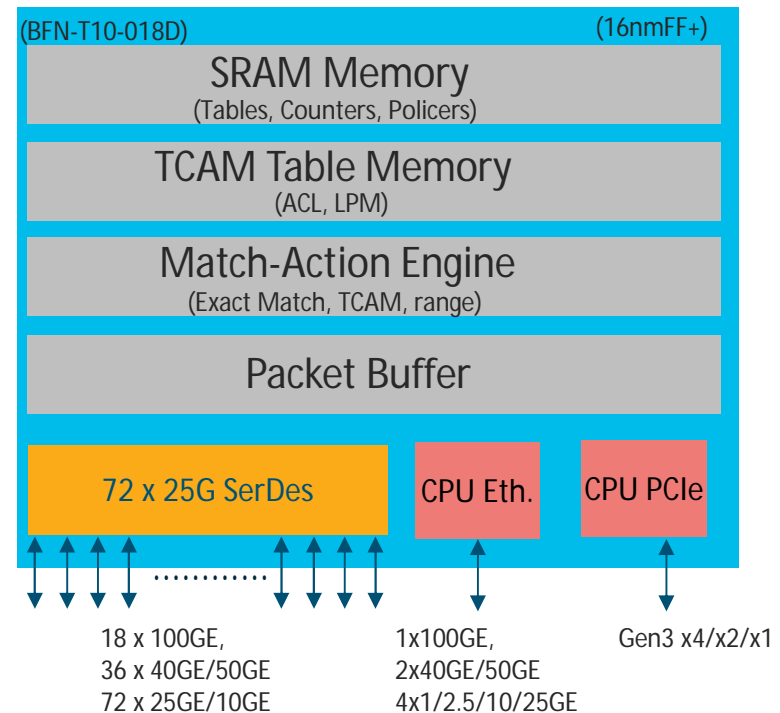 (BFN-T10-018D)
(16nmFF+)
SRAM Memory
(Tables, Counters, Policers)
TCAM Table Memory
(ACL, LPM)
Match-Action Engine
(Exact Match, TCAM, range)
Packet Buffer
72 x 25G SerDes
CPU Eth.
CPU PCIe
18 x 100GE,
36 x 40GE/50GE
72 x 25GE/10GE
1x100GE,
2x40GE/50GE
4x1/2.5/10/25GE
Gen3 x4/x2/x1